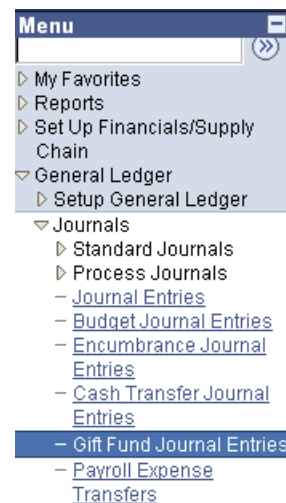 Menu
My Favorites
Reports
Set Up Financials/Supply
Chain
General Ledger
Setup General Ledger
Journals
Standard Journals
Process Journals
– Journal Entries
– Budget Journal Entries
– Encumbrance Journal
Entries
– Cash Transfer Journal
Entries
– Gift Fund Journal Entries
– Payroll Expense
Transfers